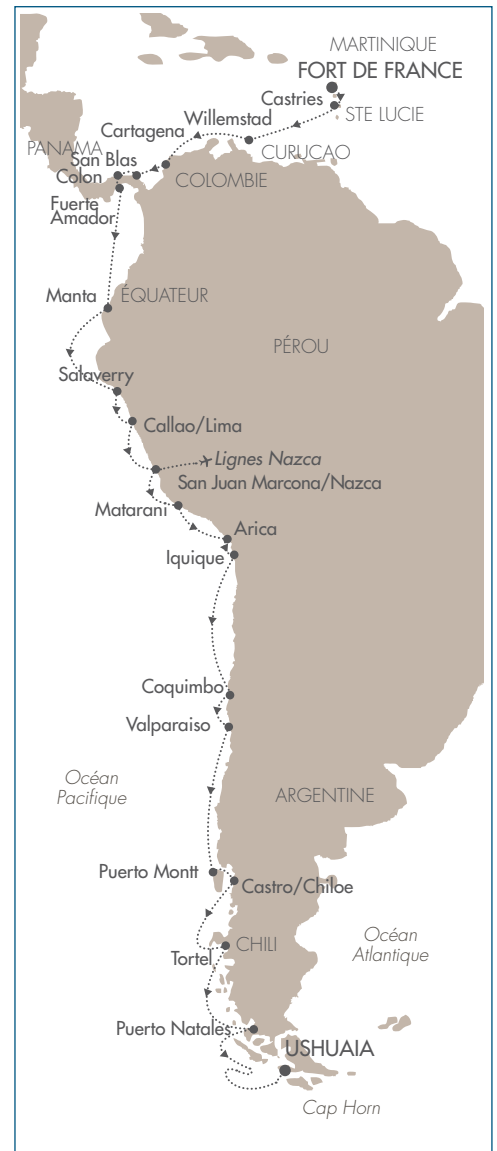 MARTINIQUE
FORT DE FRANCE
Castries
STE LUCIE
Willemstad
Cartagena
CURUCAO
PANAMA
San Blas
Colon
COLOMBIE
Fuerte
Amador
Manta
ÉQUATEUR
PÉROU
Salaverry
Callao/Lima
Lignes Nazca
San Juan Marcona/Nazca
Matarani
Arica
Iquique
Coquimbo
Valparaiso
Océan
Pacifique
ARGENTINE
Puerto Montt
Castro/Chiloe
Océan
Atlantique
CHILI
Tortel
Puerto Natales
USHUAIA
Cap Horn